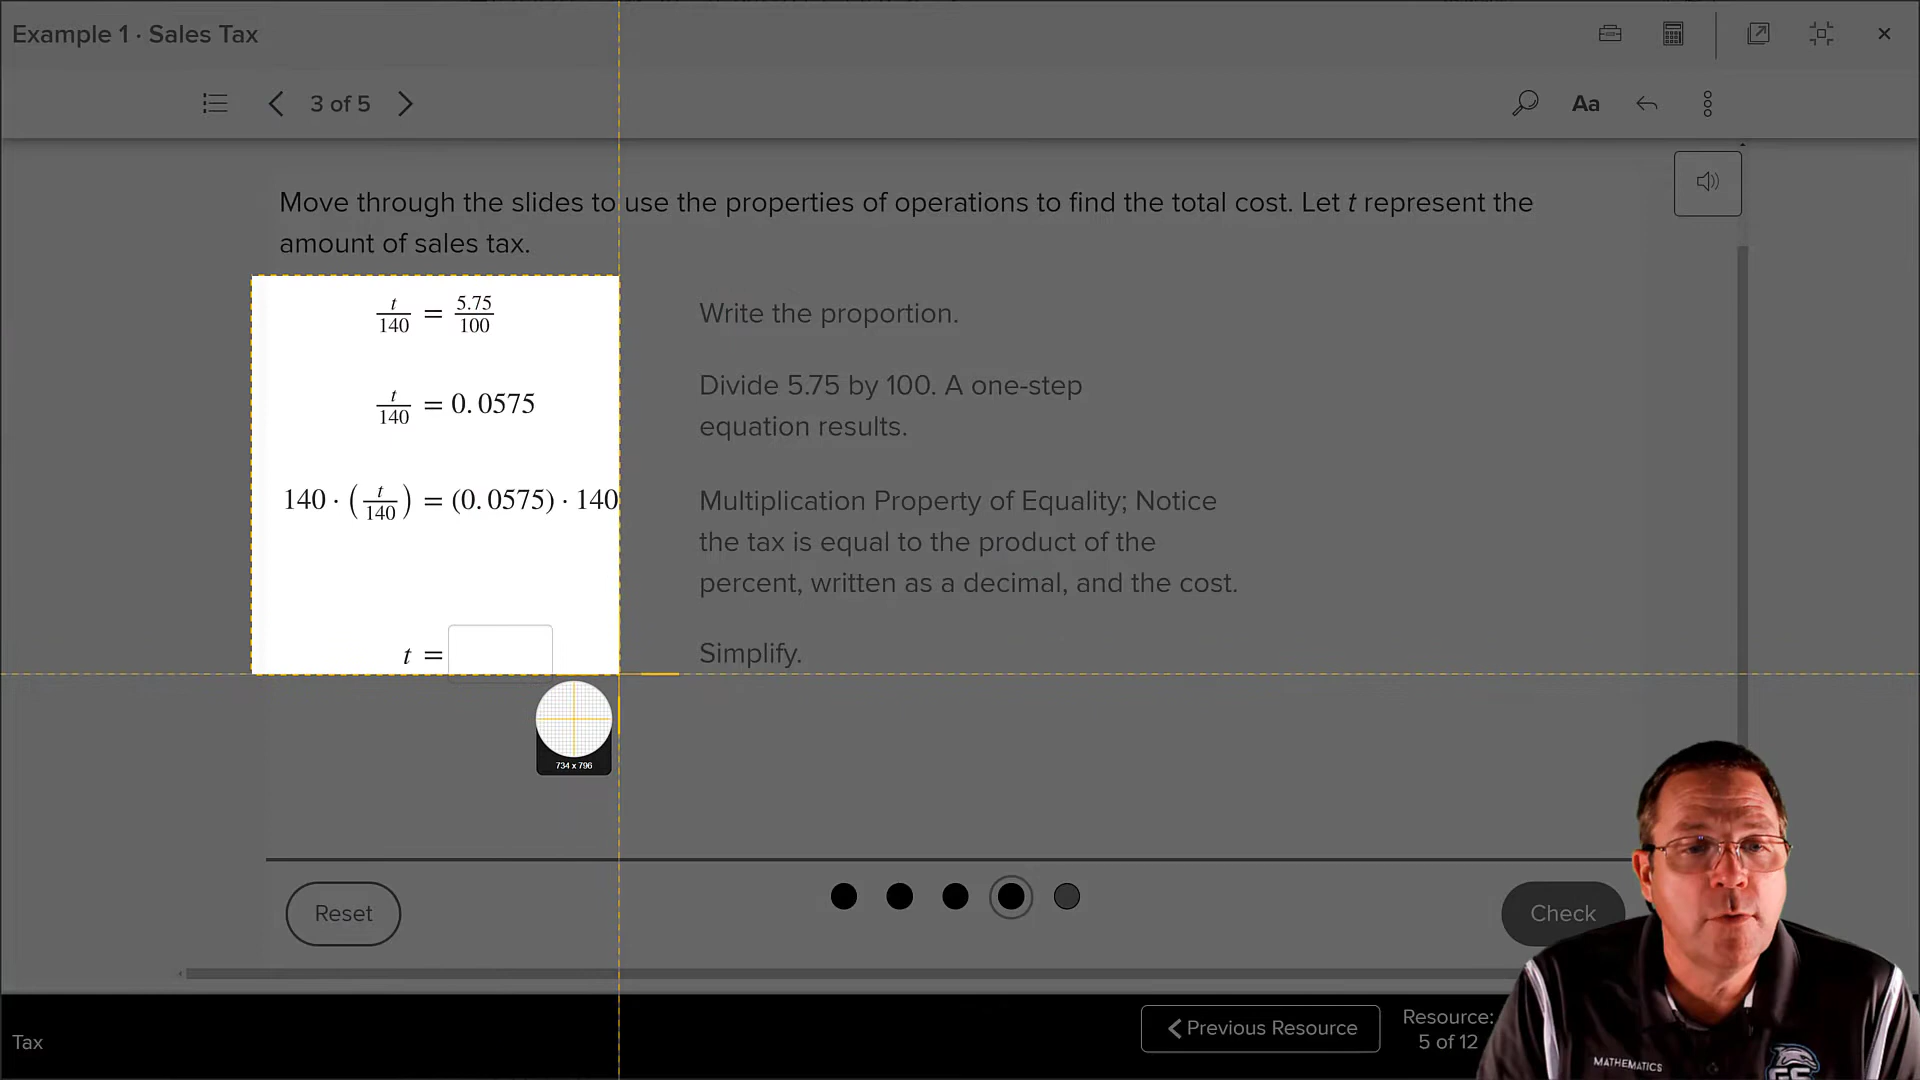 Example 1 · Sales Tax
3 of 5
Aa
Move through the slides to use the properties of operations to find the total cost. Let t represent the
amount of sales tax.
t/140 = 5.75/100
Write the proportion.
t/140 = 0.0575
Divide 5.75 by 100. A one-step
equation results.
140 · (t/140) = (0.0575) · 140
Multiplication Property of Equality; Notice
the tax is equal to the product of the
percent, written as a decimal, and the cost.
t =
Simplify.
734 x 796
Reset
Check
Tax
Previous Resource
Resource:
5 of 12
MATHEMATICS